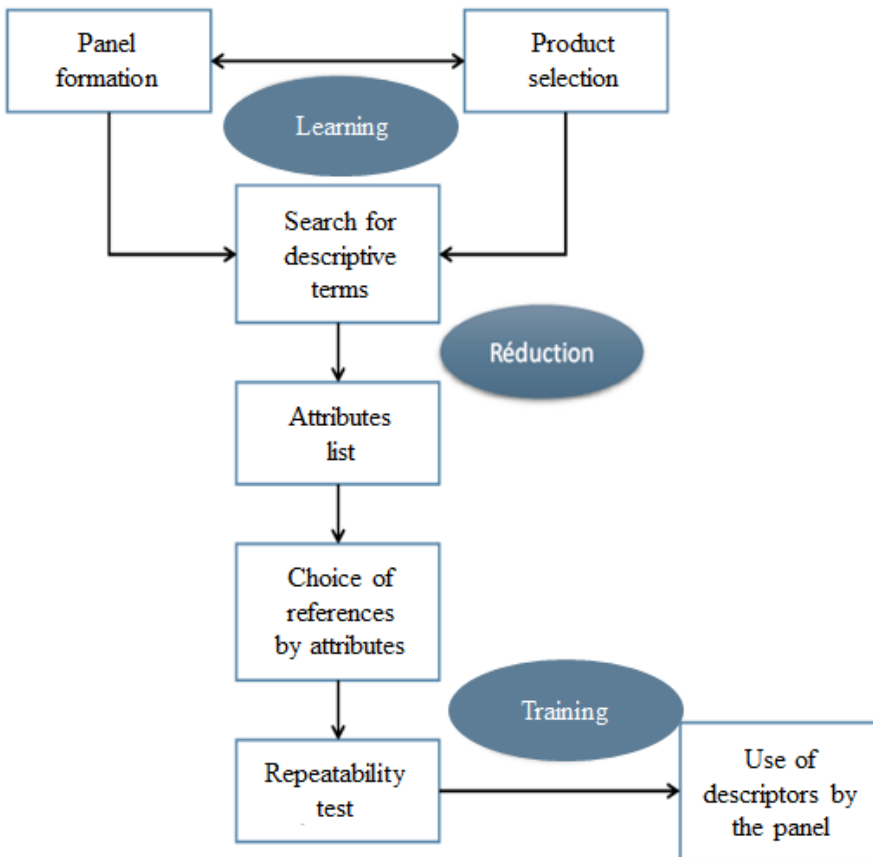 Panel
formation
Product
selection
Learning
Search for
descriptive
terms
Réduction
Attributes
list
Choice of
references
by attributes
Training
Repeatability
test
Use of
descriptors by
the panel